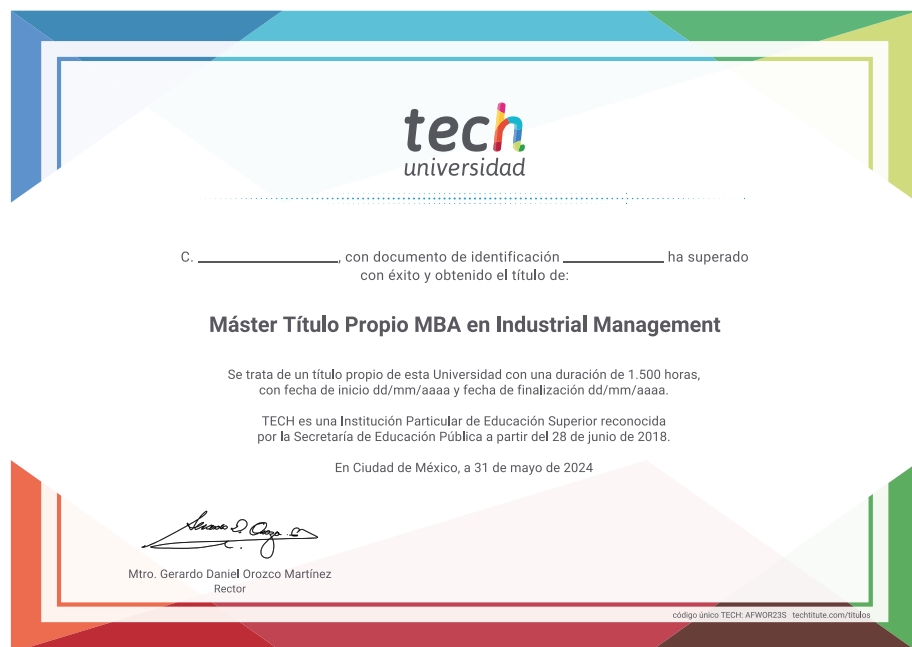 tech
universidad
C. ____________, con documento de identificación ____________ ha superado
con éxito y obtenido el título de:
Máster Título Propio MBA en Industrial Management
Se trata de un título propio de esta Universidad con una duración de 1.500 horas,
con fecha de inicio dd/mm/aaaa y fecha de finalización dd/mm/aaaa.
TECH es una Institución Particular de Educación Superior reconocida
por la Secretaría de Educación Pública a partir del 28 de junio de 2018.
En Ciudad de México, a 31 de mayo de 2024
Mtro. Gerardo Daniel Orozco Martínez
Rector
código único TECH: AFWOR23S techtitute.com/titulos